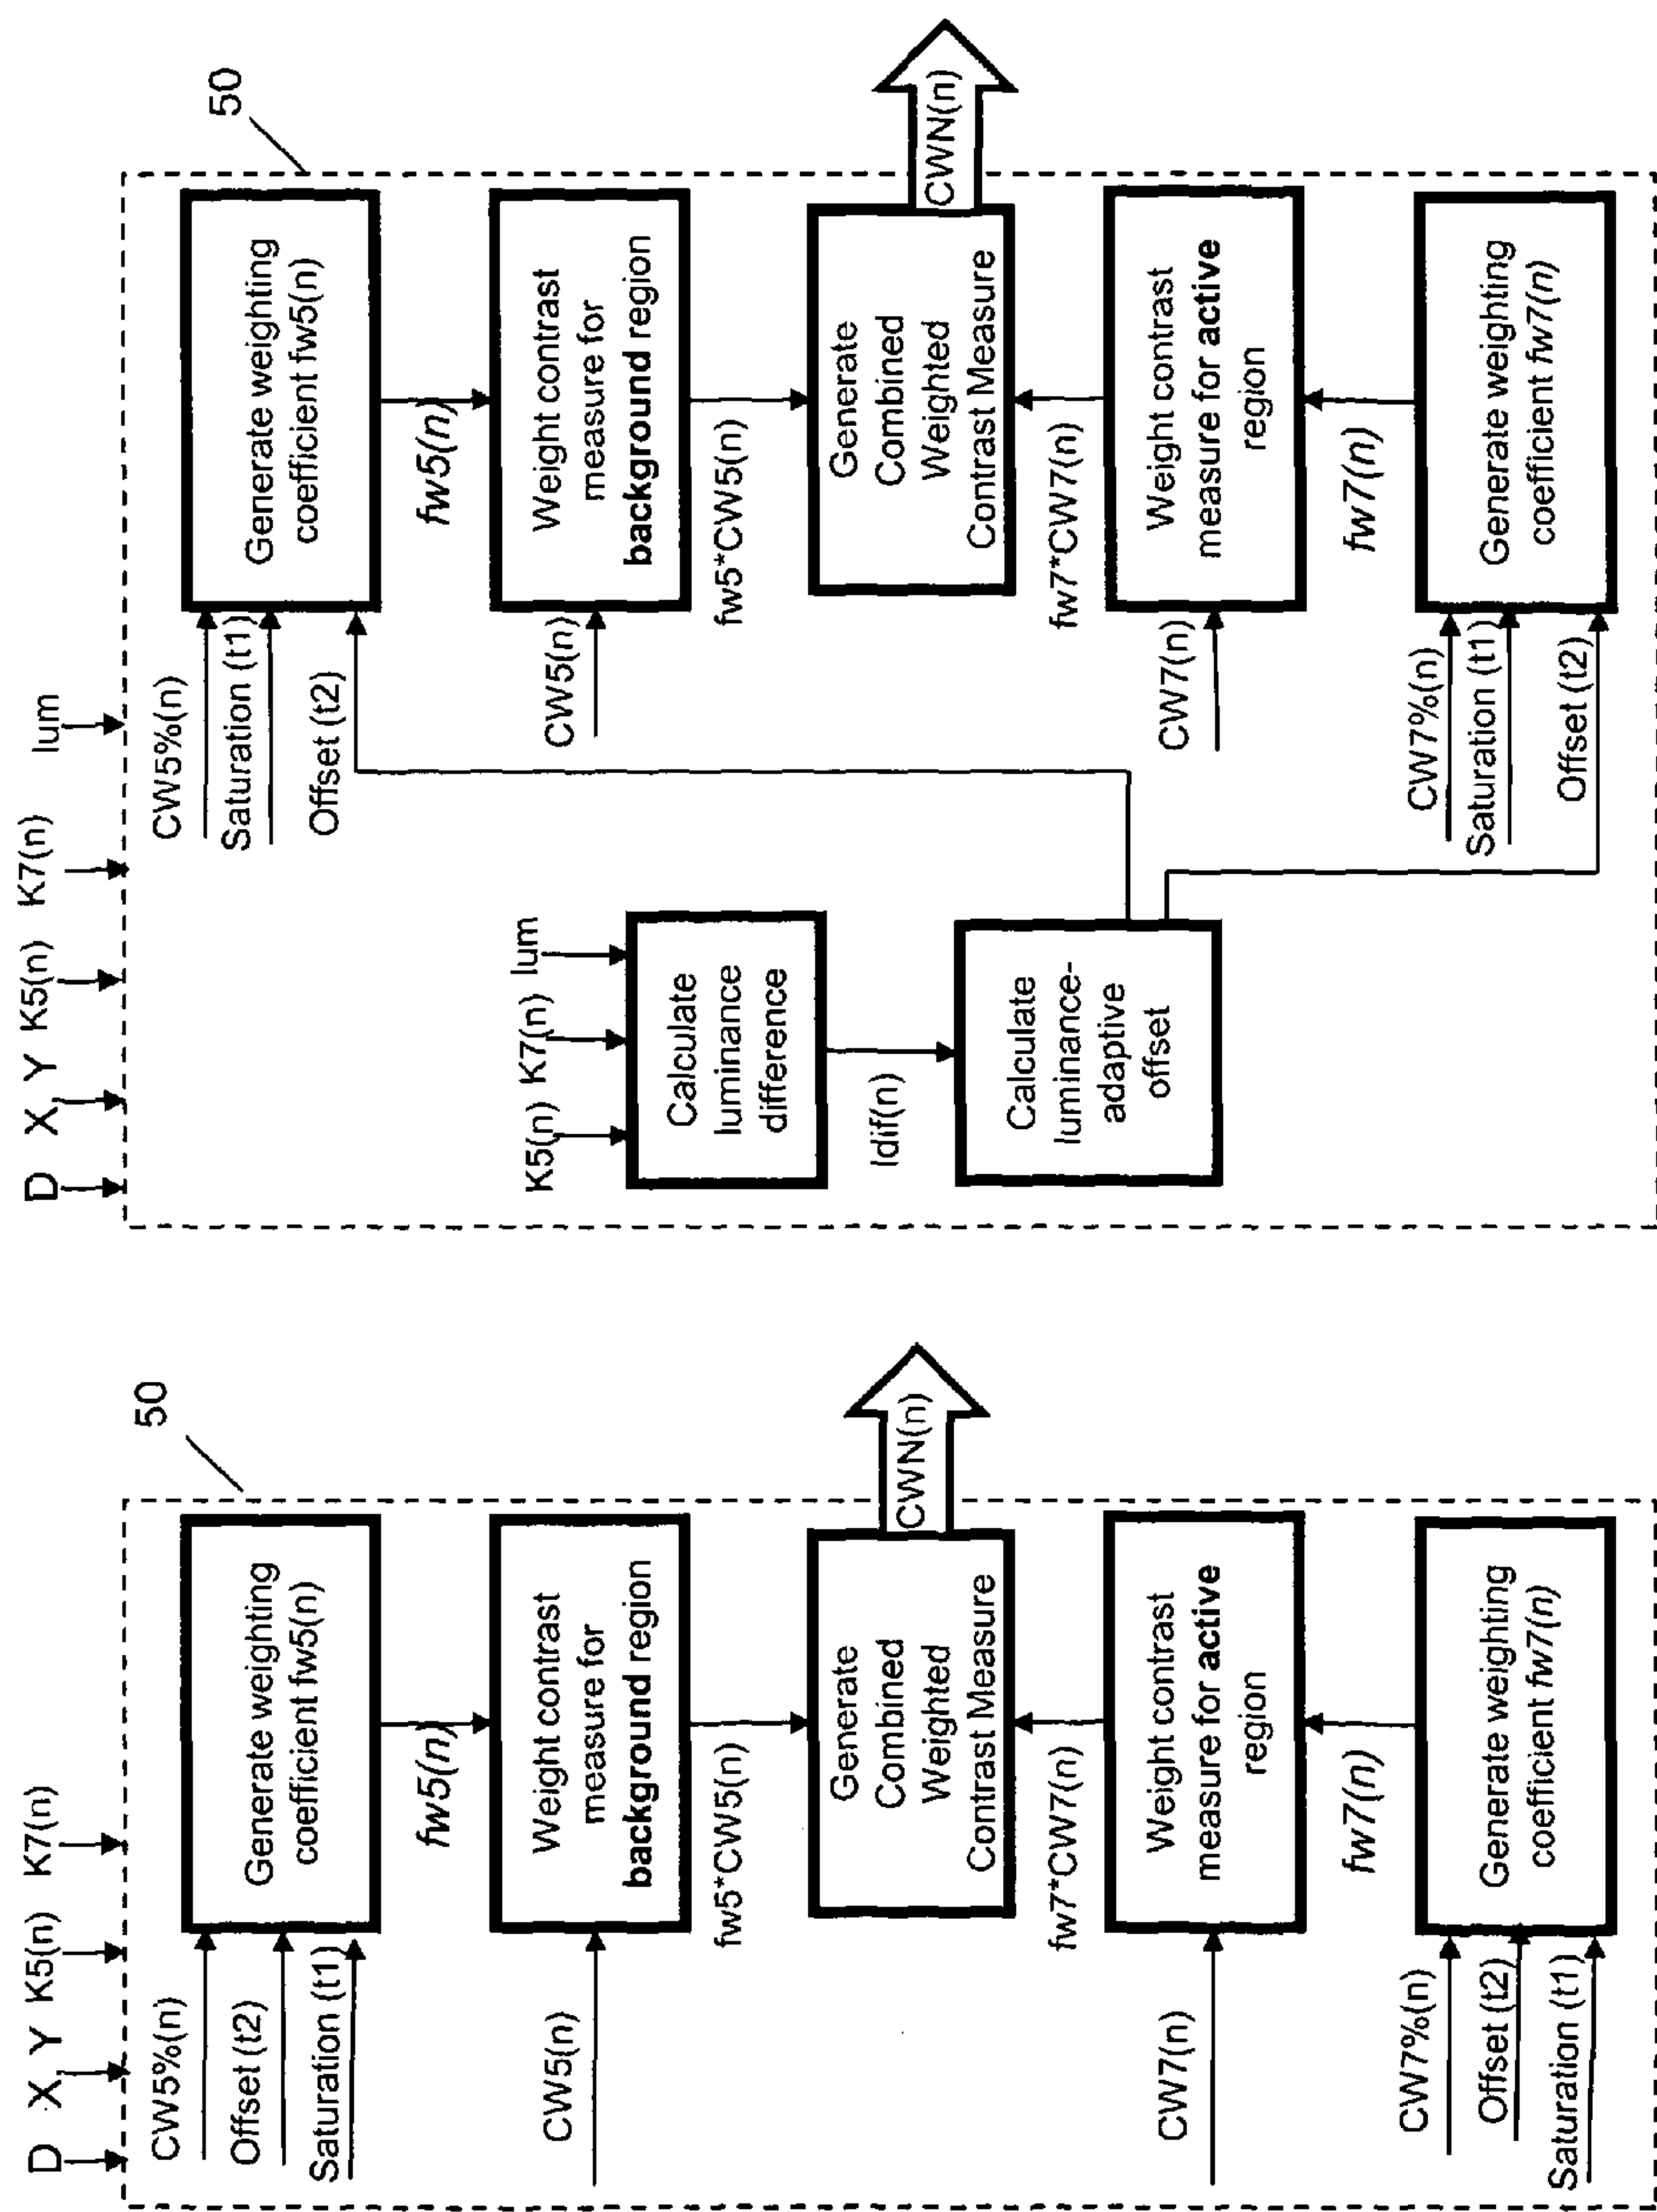 D X, Y K5(n) K7(n)
50
CW5%(n)
Offset (t2)
Saturation (t1)
Generate weighting
coefficient fw5(n)
fw5(n)
CW5(n)
Weight contrast
measure for
background region
fw5*CW5(n)
Generate
Combined
Weighted
Contrast Measure
CWN(n)
fw7*CW7(n)
CW7(n)
Weight contrast
measure for active
region
fw7(n)
CW7%(n)
Offset (t2)
Saturation (t1)
Generate weighting
coefficient fw7(n)
D X, Y K5(n) K7(n) lum
50
CW5%(n)
Saturation (t1)
Offset (t2)
Generate weighting
coefficient fw5(n)
fw5(n)
K5(n) K7(n) lum
Calculate
luminance
difference
ldif(n)
Calculate
luminance-
adaptive
offset
CW5(n)
Weight contrast
measure for
background region
fw5*CW5(n)
Generate
Combined
Weighted
Contrast Measure
CWN(n)
fw7*CW7(n)
CW7(n)
Weight contrast
measure for active
region
fw7(n)
CW7%(n)
Saturation (t1)
Offset (t2)
Generate weighting
coefficient fw7(n)